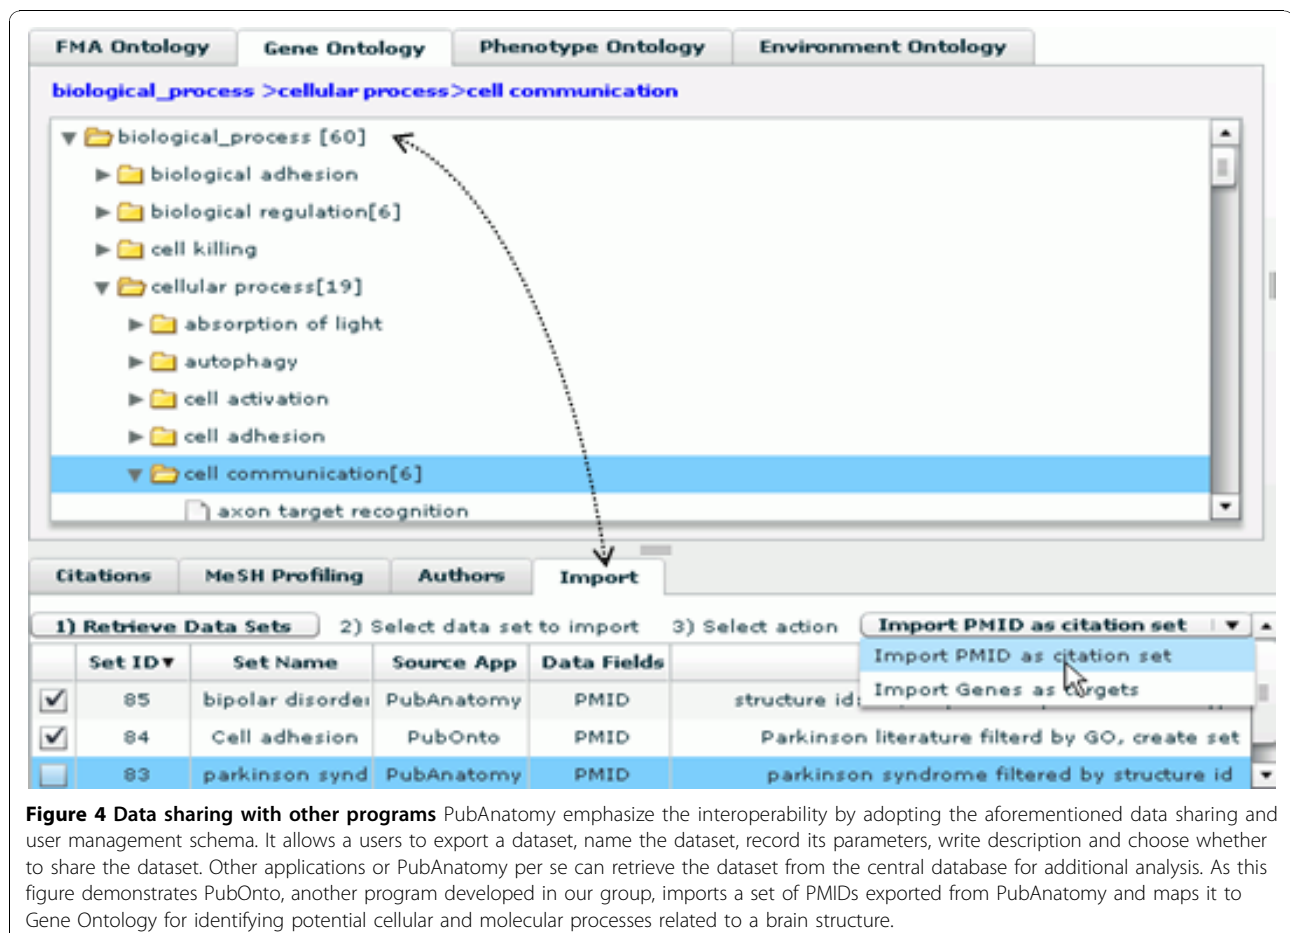 FMA Ontology Gene Ontology Phenotype Ontology Environment Ontology
biological_process >cellular process>cell communication
biological_process [60]
biological adhesion
biological regulation[6]
cell killing
cellular process[19]
absorption of light
autophagy
cell activation
cell adhesion
cell communication[6]
axon target recognition
Citations MeSH Profiling Authors Import
1) Retrieve Data Sets 2) Select data set to import 3) Select action Import PMID as citation set
Import PMID as citation set
Import Genes as targets
Set ID Set Name Source App Data Fields
85 bipolar disorder PubAnatomy PMID structure id:
84 Cell adhesion PubOnto PMID Parkinson literature filterd by GO, create set
83 parkinson synd PubAnatomy PMID parkinson syndrome filtered by structure id
Figure 4 Data sharing with other programs PubAnatomy emphasize the interoperability by adopting the aforementioned data sharing and
user management schema. It allows a users to export a dataset, name the dataset, record its parameters, write description and choose whether
to share the dataset. Other applications or PubAnatomy per se can retrieve the dataset from the central database for additional analysis. As this
figure demonstrates PubOnto, another program developed in our group, imports a set of PMIDs exported from PubAnatomy and maps it to
Gene Ontology for identifying potential cellular and molecular processes related to a brain structure.